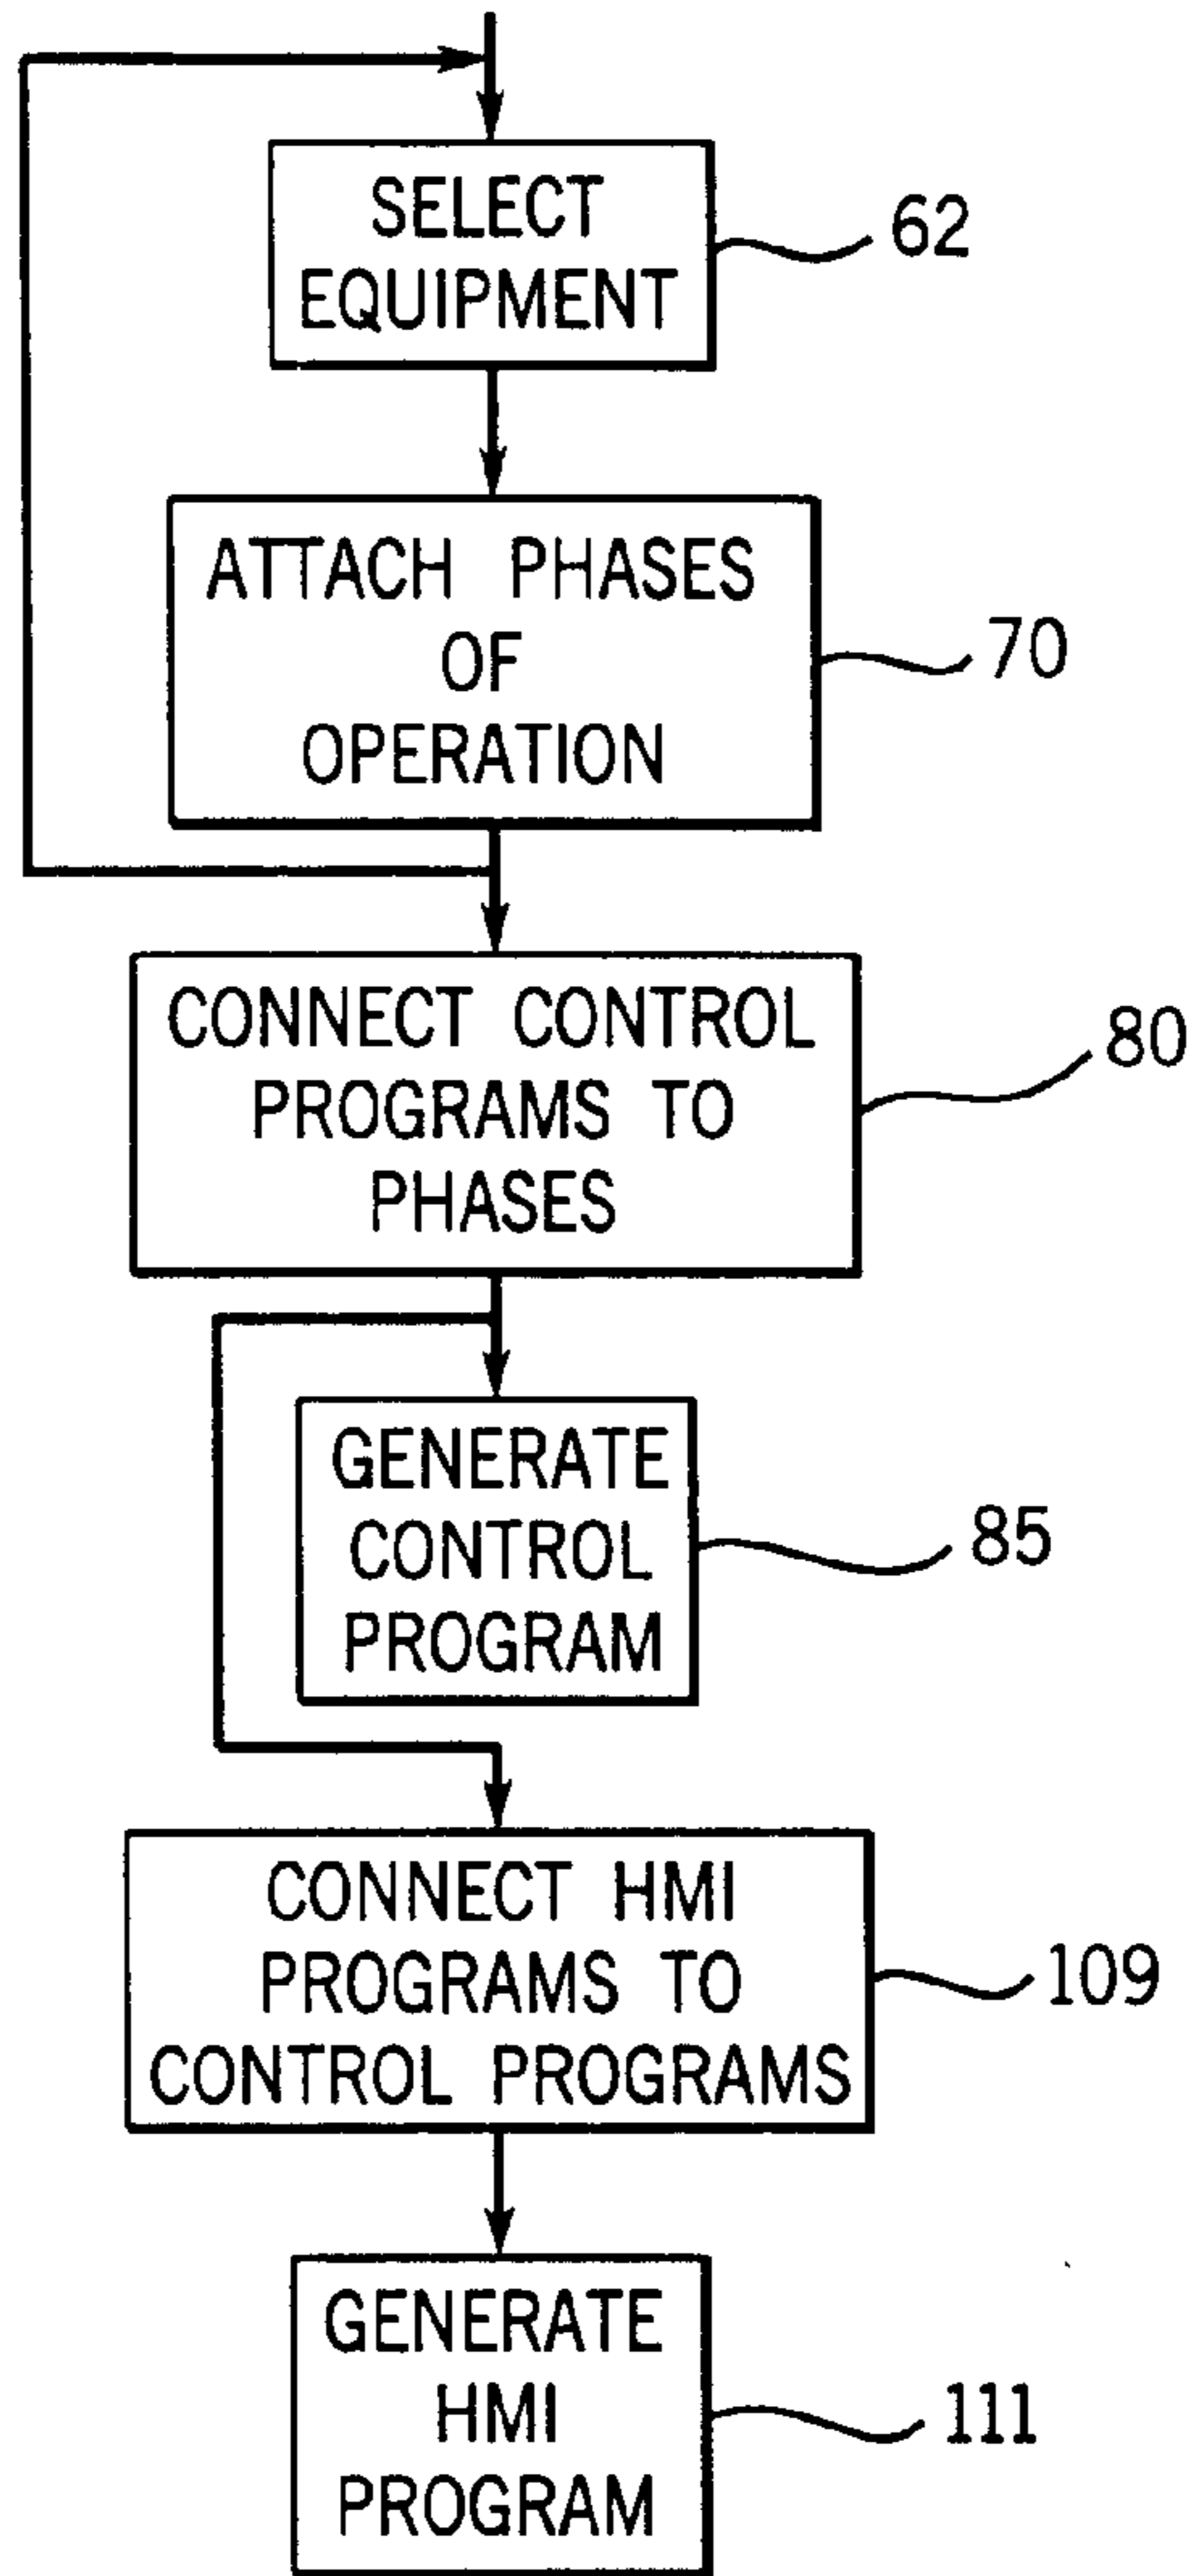 SELECT
EQUIPMENT
62
ATTACH PHASES
OF
OPERATION
70
CONNECT CONTROL
PROGRAMS TO
PHASES
80
GENERATE
CONTROL
PROGRAM
85
CONNECT HMI
PROGRAMS TO
CONTROL PROGRAMS
109
GENERATE
HMI
PROGRAM
111